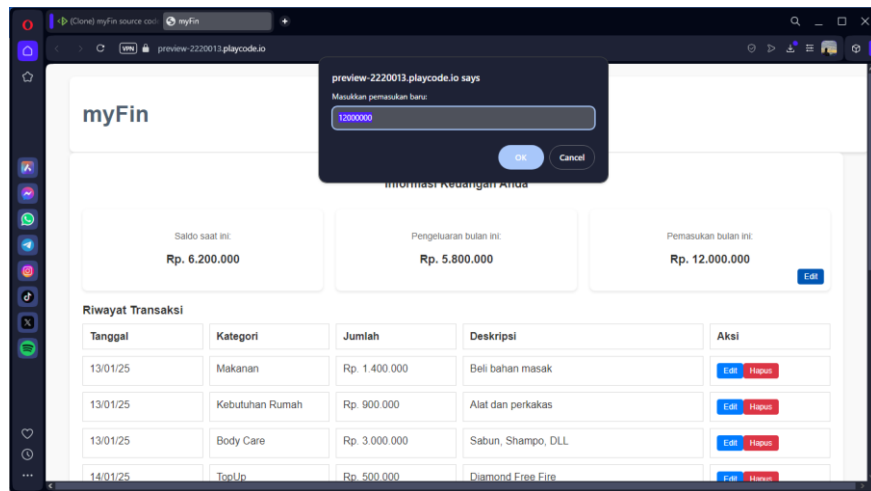 (Clone) myFin source cod
myFin
VPN
preview-2220013.playcode.io
preview-2220013.playcode.io says
Masukkan pemasukan baru:
12000000
OK
Cancel
myFin
Informasi Keuangan Anda
Saldo saat ini:
Rp. 6.200.000
Pengeluaran bulan ini:
Rp. 5.800.000
Pemasukan bulan ini:
Rp. 12.000.000
Edit
Riwayat Transaksi
Tanggal Kategori Jumlah Deskripsi Aksi
13/01/25 Makanan Rp. 1.400.000 Beli bahan masak Edit Hapus
13/01/25 Kebutuhan Rumah Rp. 900.000 Alat dan perkakas Edit Hapus
13/01/25 Body Care Rp. 3.000.000 Sabun, Shampo, DLL Edit Hapus
14/01/25 TopUp Rp. 500.000 Diamond Free Fire Edit Hapus